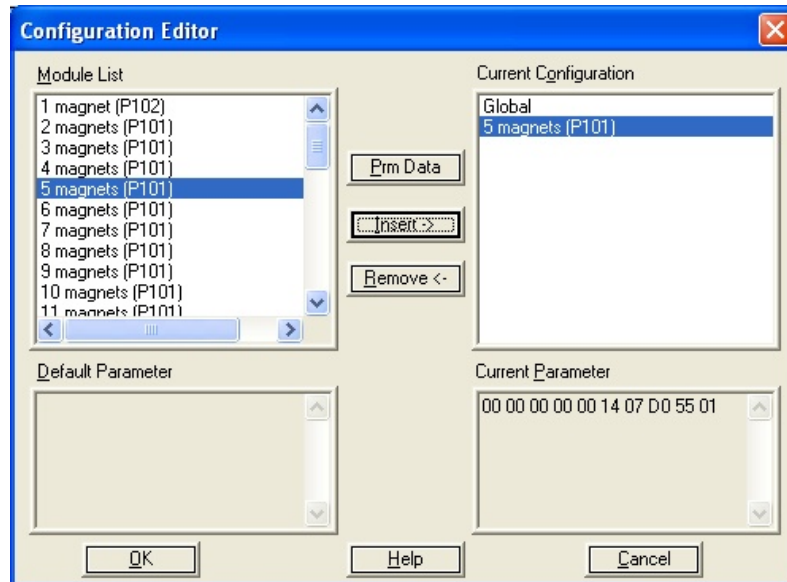 Configuration Editor
Module List
1 magnet (P102)
2 magnets (P101)
3 magnets (P101)
4 magnets (P101)
5 magnets (P101)
6 magnets (P101)
7 magnets (P101)
8 magnets (P101)
9 magnets (P101)
10 magnets (P101)
11 magnets (P101)
Prm Data
Insert ->
Remove <-
Current Configuration
Global
5 magnets (P101)
Default Parameter
Current Parameter
00 00 00 00 00 14 07 D0 55 01
OK
Help
Cancel